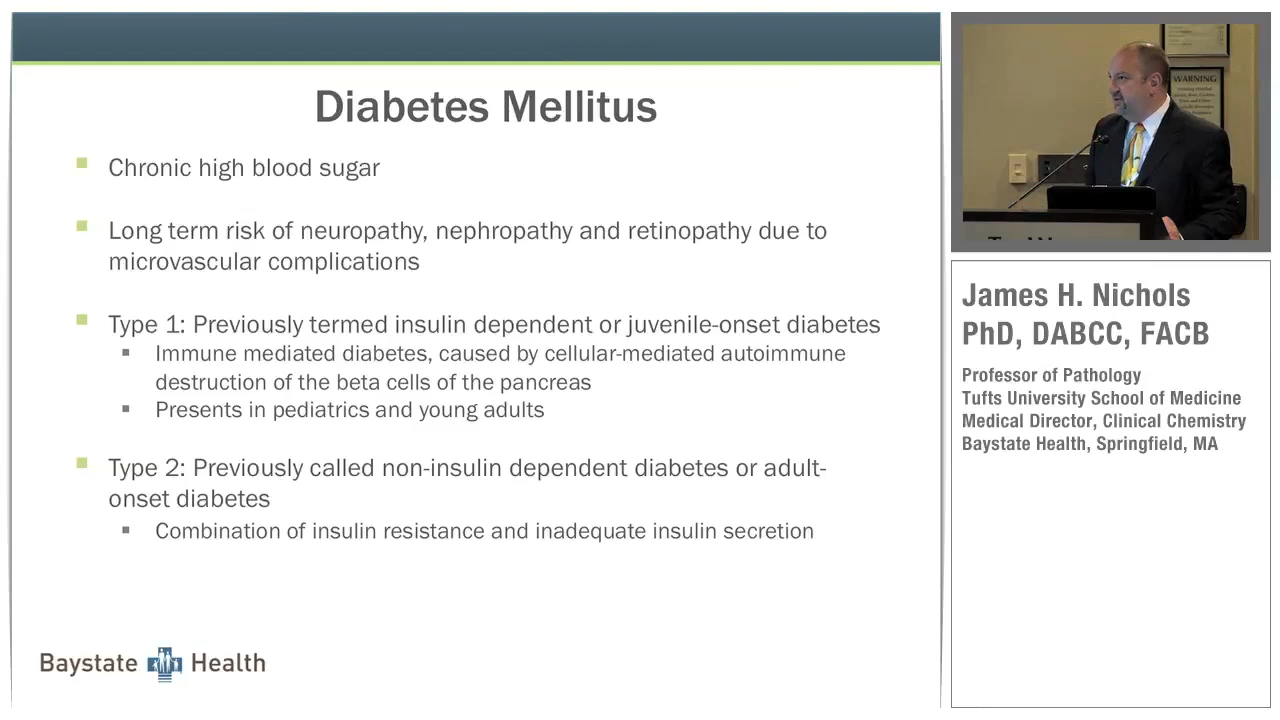 Diabetes Mellitus
Chronic high blood sugar
Long term risk of neuropathy, nephropathy and retinopathy due to
microvascular complications
Type 1: Previously termed insulin dependent or juvenile-onset diabetes
Immune mediated diabetes, caused by cellular-mediated autoimmune
destruction of the beta cells of the pancreas
Presents in pediatrics and young adults
Type 2: Previously called non-insulin dependent diabetes or adult-
onset diabetes
Combination of insulin resistance and inadequate insulin secretion
Baystate Health
WARNING
James H. Nichols
PhD, DABCC, FACB
Professor of Pathology
Tufts University School of Medicine
Medical Director, Clinical Chemistry
Baystate Health, Springfield, MA